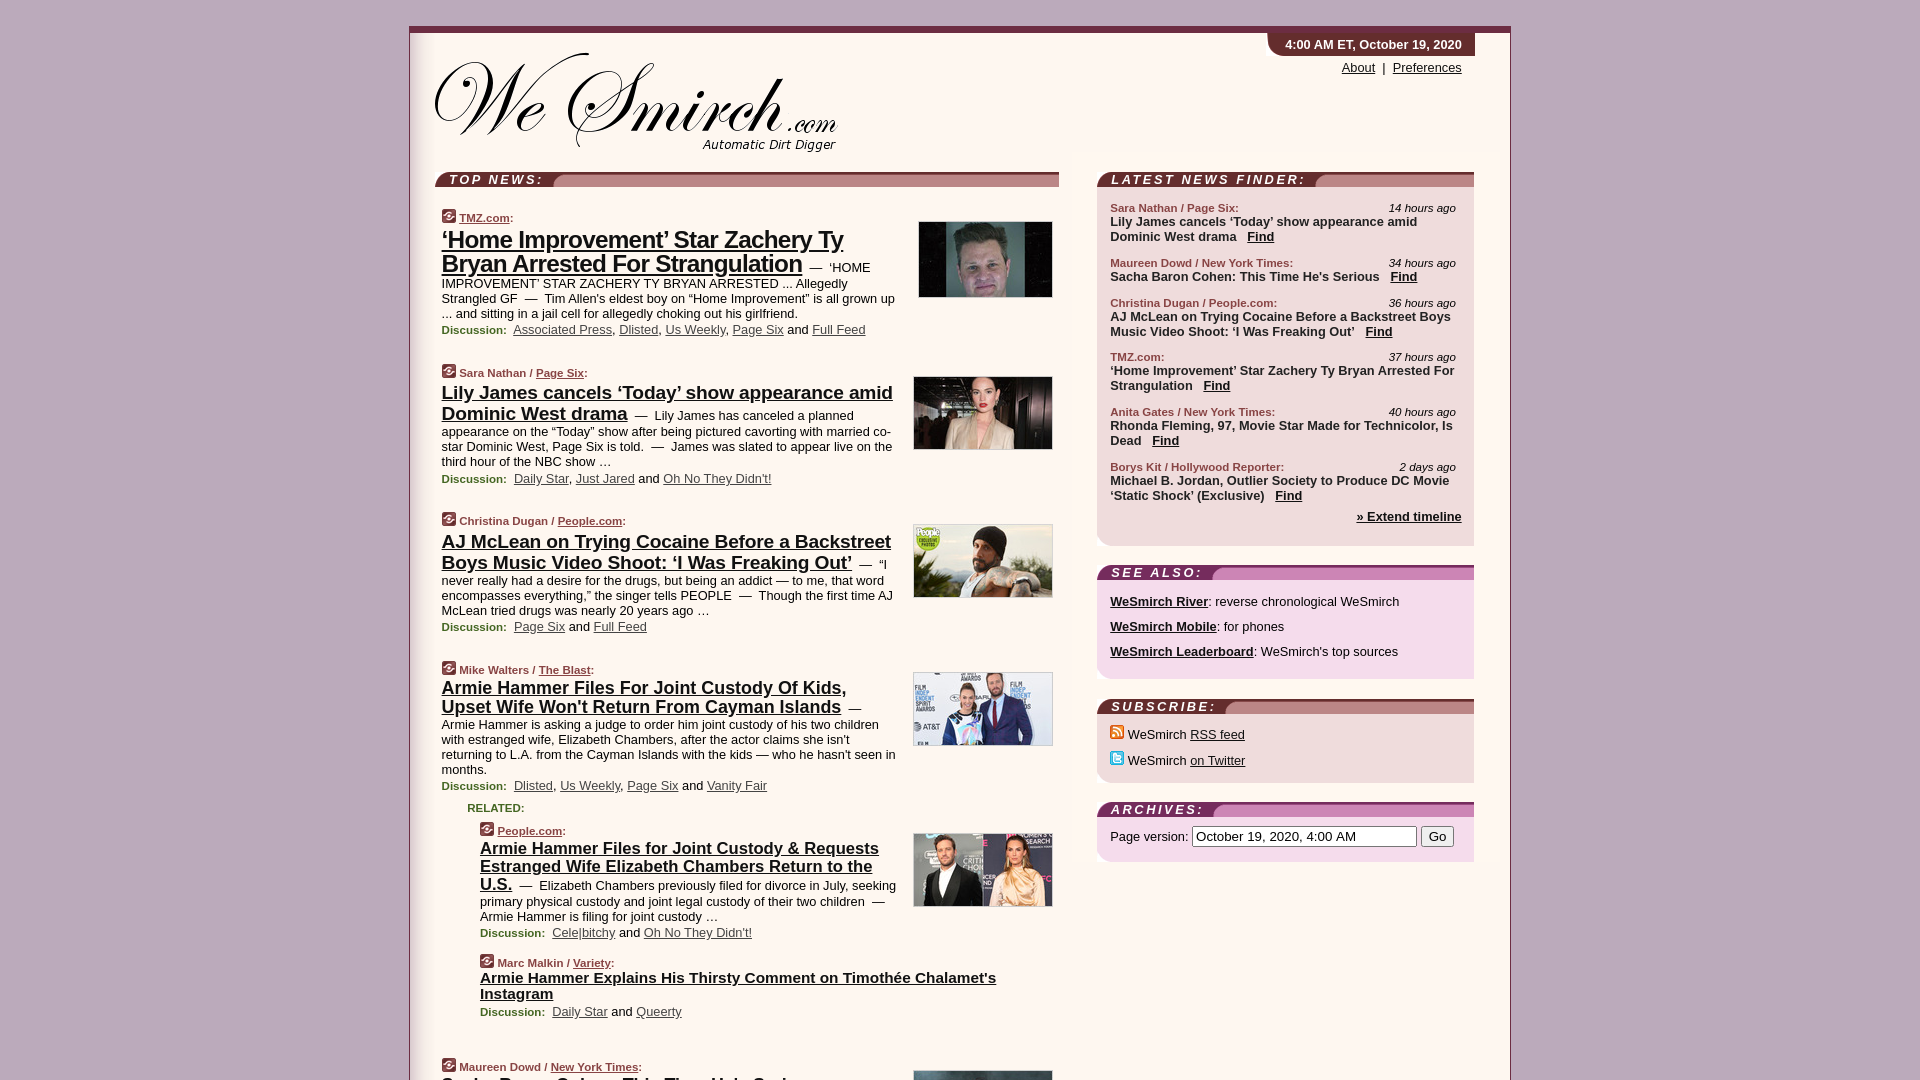 4:00 AM ET, October 19, 2020
About | Preferences
We Smirch.com
Automatic Dirt Digger
TOP NEWS:
TMZ.com:
‘Home Improvement’ Star Zachery Ty
Bryan Arrested For Strangulation — ‘HOME
IMPROVEMENT’ STAR ZACHERY TY BRYAN ARRESTED ... Allegedly
Strangled GF — Tim Allen's eldest boy on “Home Improvement” is all grown up
... and sitting in a jail cell for allegedly choking out his girlfriend.
Discussion: Associated Press, Dlisted, Us Weekly, Page Six and Full Feed
Sara Nathan / Page Six:
Lily James cancels ‘Today’ show appearance amid
Dominic West drama — Lily James has canceled a planned
appearance on the “Today” show after being pictured cavorting with married co-
star Dominic West, Page Six is told. — James was slated to appear live on the
third hour of the NBC show …
Discussion: Daily Star, Just Jared and Oh No They Didn't!
Christina Dugan / People.com:
AJ McLean on Trying Cocaine Before a Backstreet
Boys Music Video Shoot: ‘I Was Freaking Out’ — “I
never really had a desire for the drugs, but being an addict — to me, that word
encompasses everything,” the singer tells PEOPLE — Though the first time AJ
McLean tried drugs was nearly 20 years ago …
Discussion: Page Six and Full Feed
Mike Walters / The Blast:
Armie Hammer Files For Joint Custody Of Kids,
Upset Wife Won't Return From Cayman Islands —
Armie Hammer is asking a judge to order him joint custody of his two children
with estranged wife, Elizabeth Chambers, after the actor claims she isn't
returning to L.A. from the Cayman Islands with the kids — who he hasn't seen in
months.
Discussion: Dlisted, Us Weekly, Page Six and Vanity Fair
RELATED:
People.com:
Armie Hammer Files for Joint Custody & Requests
Estranged Wife Elizabeth Chambers Return to the
U.S. — Elizabeth Chambers previously filed for divorce in July, seeking
primary physical custody and joint legal custody of their two children —
Armie Hammer is filing for joint custody …
Discussion: Cele|bitchy and Oh No They Didn't!
Marc Malkin / Variety:
Armie Hammer Explains His Thirsty Comment on Timothée Chalamet's
Instagram
Discussion: Daily Star and Queerty
Maureen Dowd / New York Times:
LATEST NEWS FINDER:
Sara Nathan / Page Six: 14 hours ago
Lily James cancels ‘Today’ show appearance amid
Dominic West drama Find
Maureen Dowd / New York Times: 34 hours ago
Sacha Baron Cohen: This Time He's Serious Find
Christina Dugan / People.com: 36 hours ago
AJ McLean on Trying Cocaine Before a Backstreet Boys
Music Video Shoot: ‘I Was Freaking Out’ Find
TMZ.com: 37 hours ago
‘Home Improvement’ Star Zachery Ty Bryan Arrested For
Strangulation Find
Anita Gates / New York Times: 40 hours ago
Rhonda Fleming, 97, Movie Star Made for Technicolor, Is
Dead Find
Borys Kit / Hollywood Reporter: 2 days ago
Michael B. Jordan, Outlier Society to Produce DC Movie
‘Static Shock’ (Exclusive) Find
» Extend timeline
SEE ALSO:
WeSmirch River: reverse chronological WeSmirch
WeSmirch Mobile: for phones
WeSmirch Leaderboard: WeSmirch's top sources
SUBSCRIBE:
WeSmirch RSS feed
WeSmirch on Twitter
ARCHIVES:
Page version: October 19, 2020, 4:00 AM Go